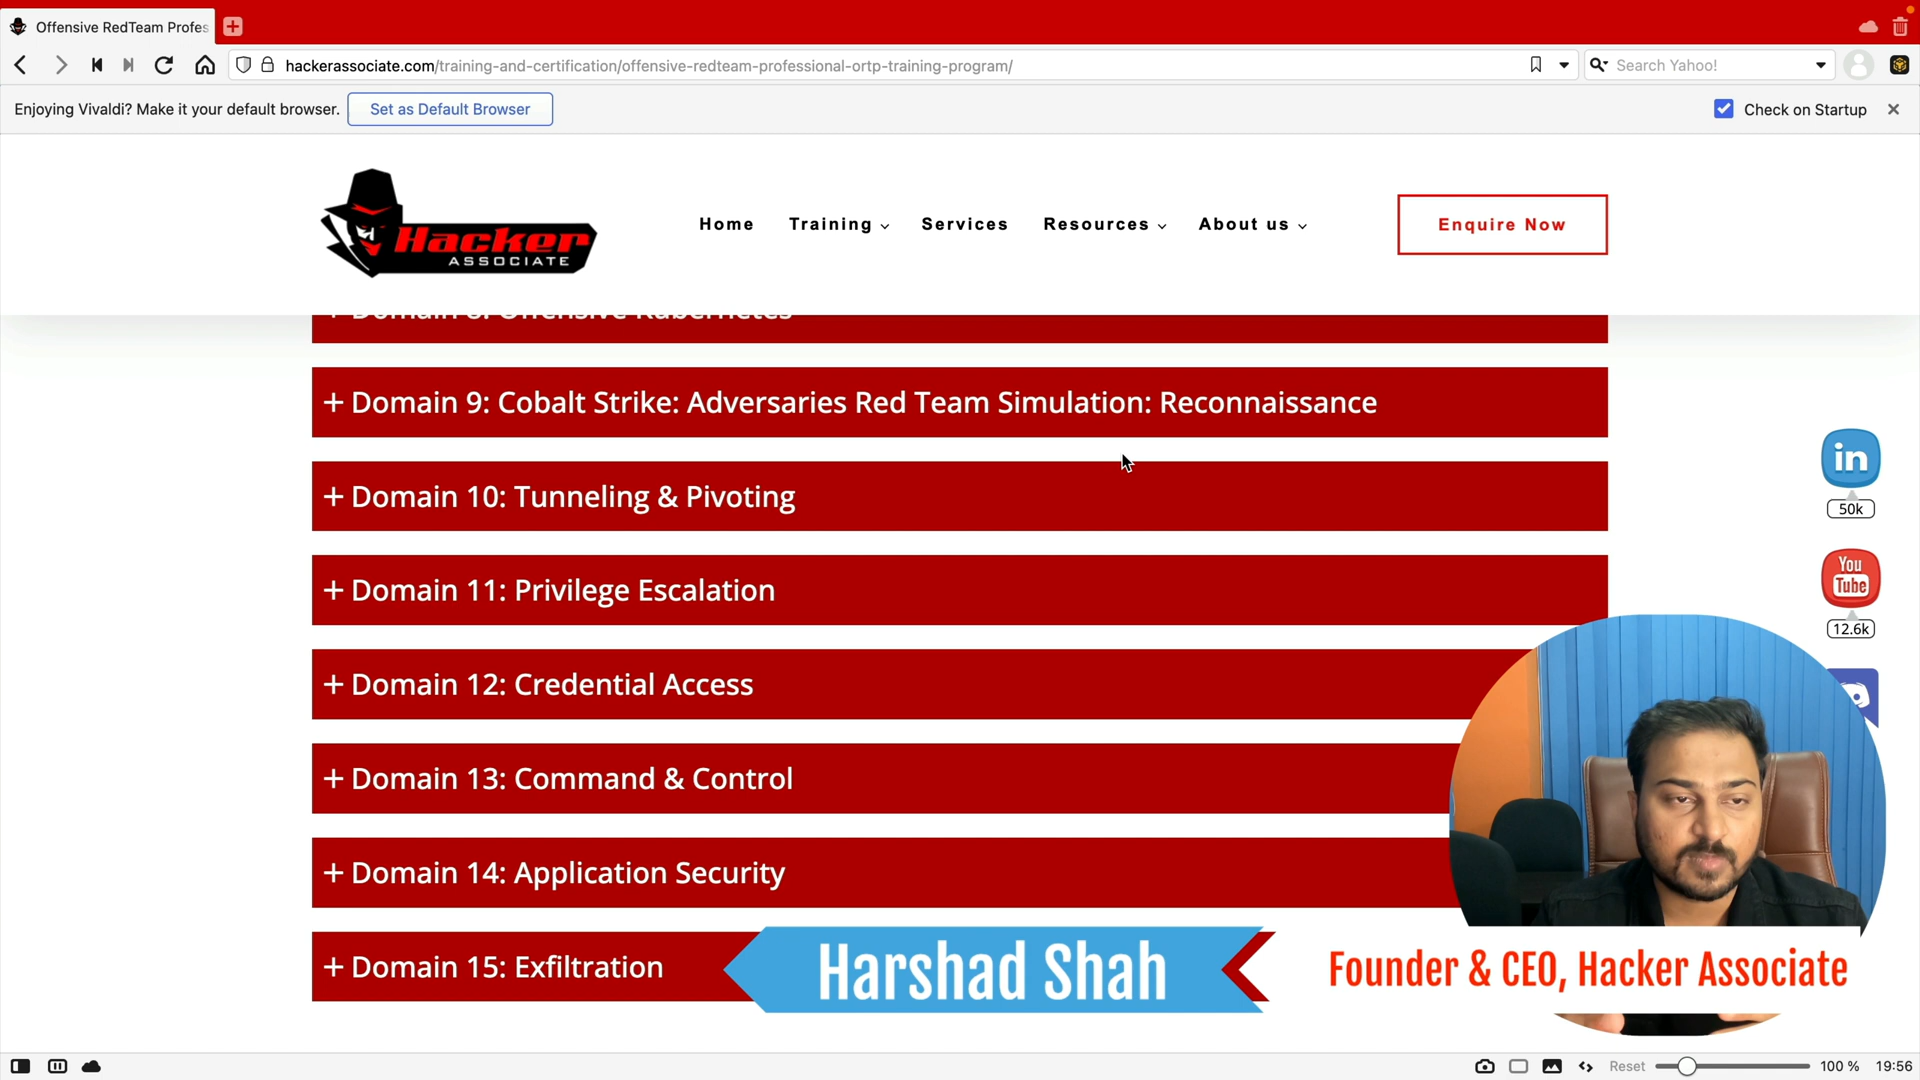 Offensive RedTeam Profes
hackerassociate.com/training-and-certification/offensive-redteam-professional-ortp-training-program/
Search Yahoo!
Enjoying Vivaldi? Make it your default browser.
Set as Default Browser
Check on Startup
Hacker
ASSOCIATE
Home
Training
Services
Resources
About us
Enquire Now
+ Domain 8: Offensive Kubernetes
+ Domain 9: Cobalt Strike: Adversaries Red Team Simulation: Reconnaissance
in
50k
+ Domain 10: Tunneling & Pivoting
+ Domain 11: Privilege Escalation
You
Tube
12.6k
+ Domain 12: Credential Access
+ Domain 13: Command & Control
+ Domain 14: Application Security
+ Domain 15: Exfiltration
Harshad Shah
Founder & CEO, Hacker Associate
Reset
100 %
19:56